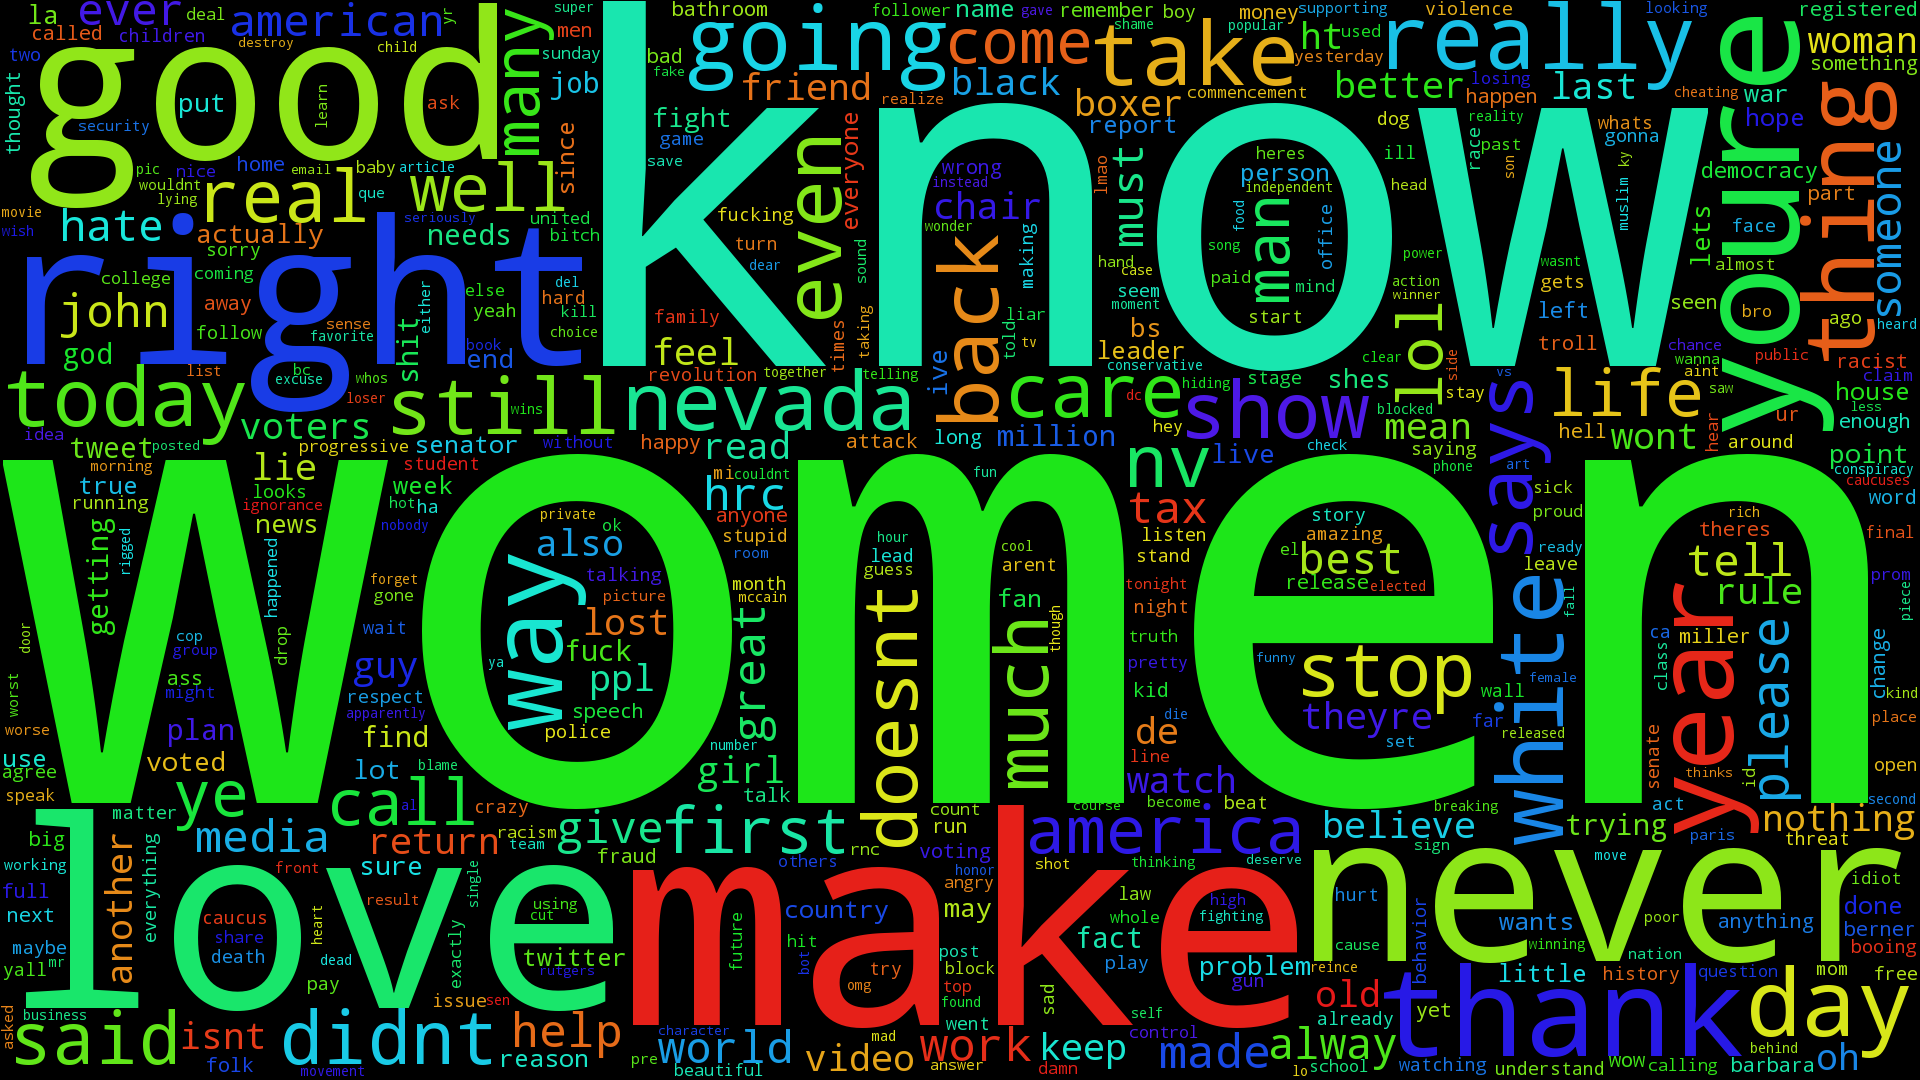 la
ever
deal
american
yr
super
bathroom
follower
name
gave
remember
boy
money
supporting
violence
looking
registered
called
children
destroy
child
men
going
come
shame
take
popular
ht
used
really
woman
two
good
many
sunday
job
bad
fake
friend
realize
black
boxer
commencement
yesterday
better
losing
happen
last
cheating
war
youre
something
thing
thought
put
security
learn
ask
since
fight
game
save
know
even
everyone
report
dog
ill
head
race
reality
whats
gonna
past
son
ky
muslim
hope
democracy
part
someone
pic
nice
home
email
baby
article
wouldnt
lying
que
real
well
movie
wish
hate
actually
sorry
seriously
needs
united
bitch
fucking
turn
dear
sound
wrong
instead
chair
wonder
lmao
must
heres
person
independent
man
song
food
office
paid
mind
start
power
action
winner
face
lets
almost
wasnt
gets
left
troll
seen
bro
ago
heard
right
college
coming
john
away
follow
sense
favorite
god
list
bc
excuse
whos
loser
shit
either
else
yeah
end
book
del
hard
kill
choice
family
feel
revolution
together
times
taking
telling
back
ive
making
told
liar
tv
hand
case
seem
moment
bs
leader
conservative
clear
stage
hiding
shes
blocked
lol
side
stay
wanna
aint
saw
chance
vs
public
racist
claim
house
less
enough
today
idea
voters
still
wins
nevada
without
happy
attack
care
dc
hey
long
million
show
mean
saying
phone
says
life
hell
wont
ur
hear
around
point
conspiracy
caucuses
tweet
posted
progressive
senator
read
morning
lie
student
true
running
looks
ignorance
news
week
hot
ha
nobody
mi
couldnt
hrc
anyone
stupid
room
fun
nv
tax
live
check
art
listen
stand
sick
proud
word
final
women
getting
rigged
happened
private
ok
also
way
talking
picture
lost
fuck
ppl
ya
speech
police
forget
gone
wait
guy
respect
apparently
month
mccain
great
number
hour
lead
guess
cool
arent
doesnt
fan
much
though
tonight
night
truth
pretty
kid
de
line
watch
story
amazing
el
best
release
elected
funny
stop
theyre
set
wall
far
ready
leave
fall
white
female
released
rich
theres
tell
rule
year
ca
miller
class
senate
thinks
id
please
prom
piece
change
kind
place
open
door
cop
group
drop
ass
might
worst
worse
plan
use
agree
speak
voted
find
lot
blame
al
girl
talk
ye
call
crazy
matter
big
another
everything
media
return
sure
front
racism
team
give
fraud
first
others
rnc
count
run
voting
become
course
beat
america
shot
thinking
deserve
breaking
believe
sign
trying
act
paris
nothing
second
threat
working
full
next
maybe
yall
mr
love
caucus
share
death
heart
result
single
dead
exactly
pay
using
cut
twitter
rutgers
issue
sen
make
future
country
hit
bot
honor
angry
may
omg
try
post
block
top
found
went
sad
law
whole
fact
play
high
fighting
problem
gun
self
hurt
cause
reince
never
behavior
wants
winning
move
poor
nation
anything
idiot
done
berner
booing
little
history
question
mom
free
asked
business
said
isnt
folk
didnt
help
reason
movement
character
pre
world
beautiful
mad
video
answer
work
damn
keep
control
made
alway
lo
school
old
already
thank
yet
watching
understand
wow
calling
day
behind
barbara
oh